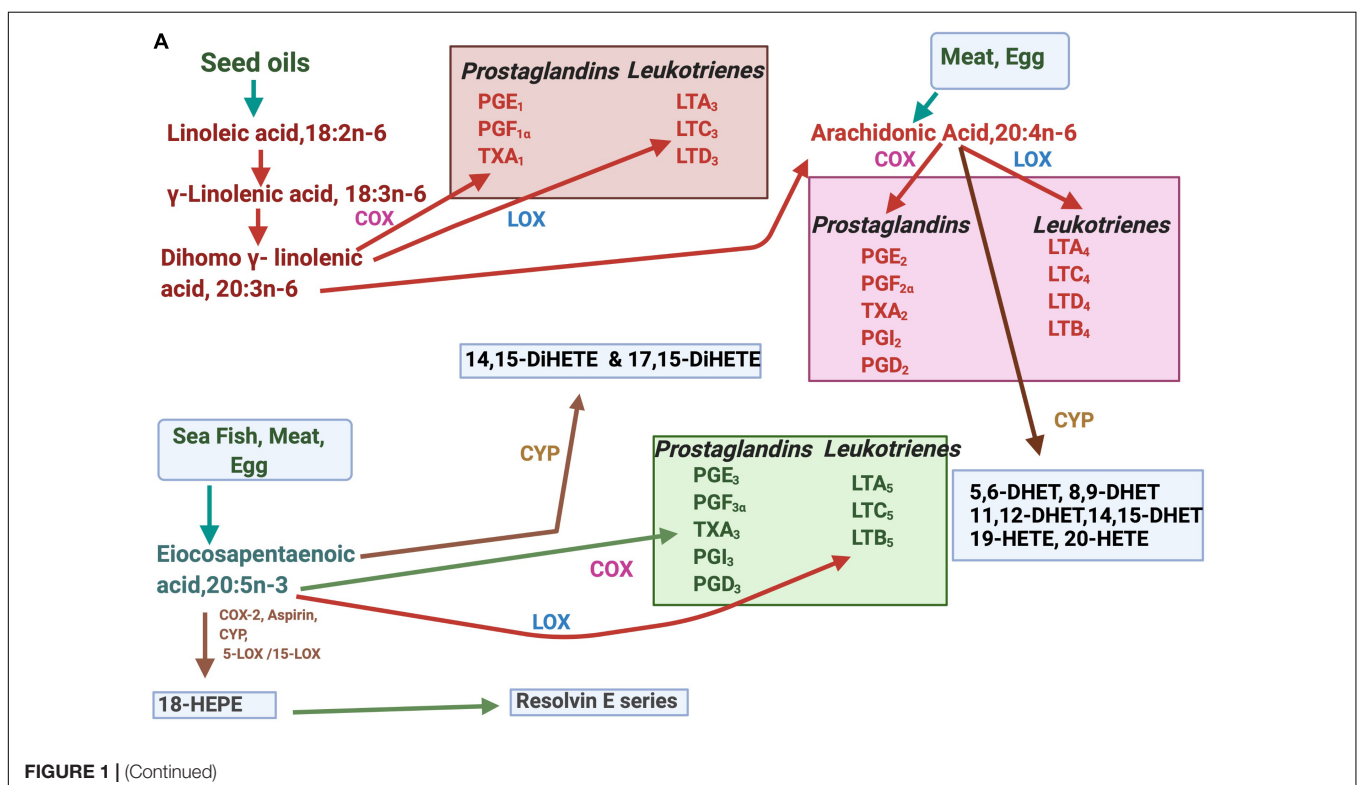 A
Seed oils
Linoleic acid,18:2n-6
γ-Linolenic acid, 18:3n-6
Dihomo γ- linolenic
acid, 20:3n-6
COX
LOX
Prostaglandins Leukotrienes
PGE₁
PGF₁α
TXA₁
LTA₃
LTC₃
LTD₃
Meat, Egg
Arachidonic Acid,20:4n-6
COX
LOX
Prostaglandins
PGE₂
PGF₂α
TXA₂
PGI₂
PGD₂
Leukotrienes
LTA₄
LTC₄
LTD₄
LTB₄
CYP
5,6-DHET, 8,9-DHET
11,12-DHET,14,15-DHET
19-HETE, 20-HETE
14,15-DiHETE & 17,15-DiHETE
CYP
Sea Fish, Meat,
Egg
Eiocosapentaenoic
acid,20:5n-3
COX
LOX
Prostaglandins Leukotrienes
PGE₃
PGF₃α
TXA₃
PGI₃
PGD₃
LTA₅
LTC₅
LTB₅
COX-2, Aspirin,
CYP,
5-LOX /15-LOX
18-HEPE
Resolvin E series
FIGURE 1 | (Continued)